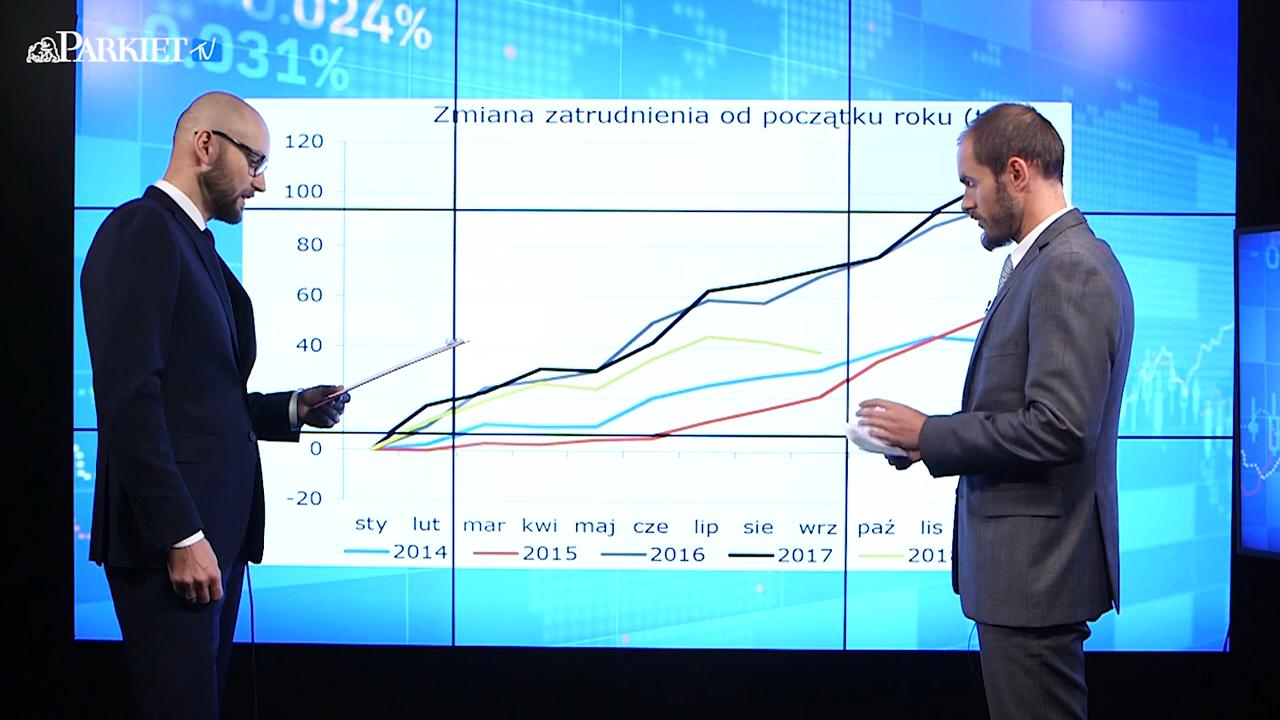 PARKIET TV
0.024%
0.031%
Zmiana zatrudnienia od początku roku (
120
100
80
60
40
0
-20
sty lut mar kwi maj cze lip sie wrz paź lis
2014 2015 2016 2017 201